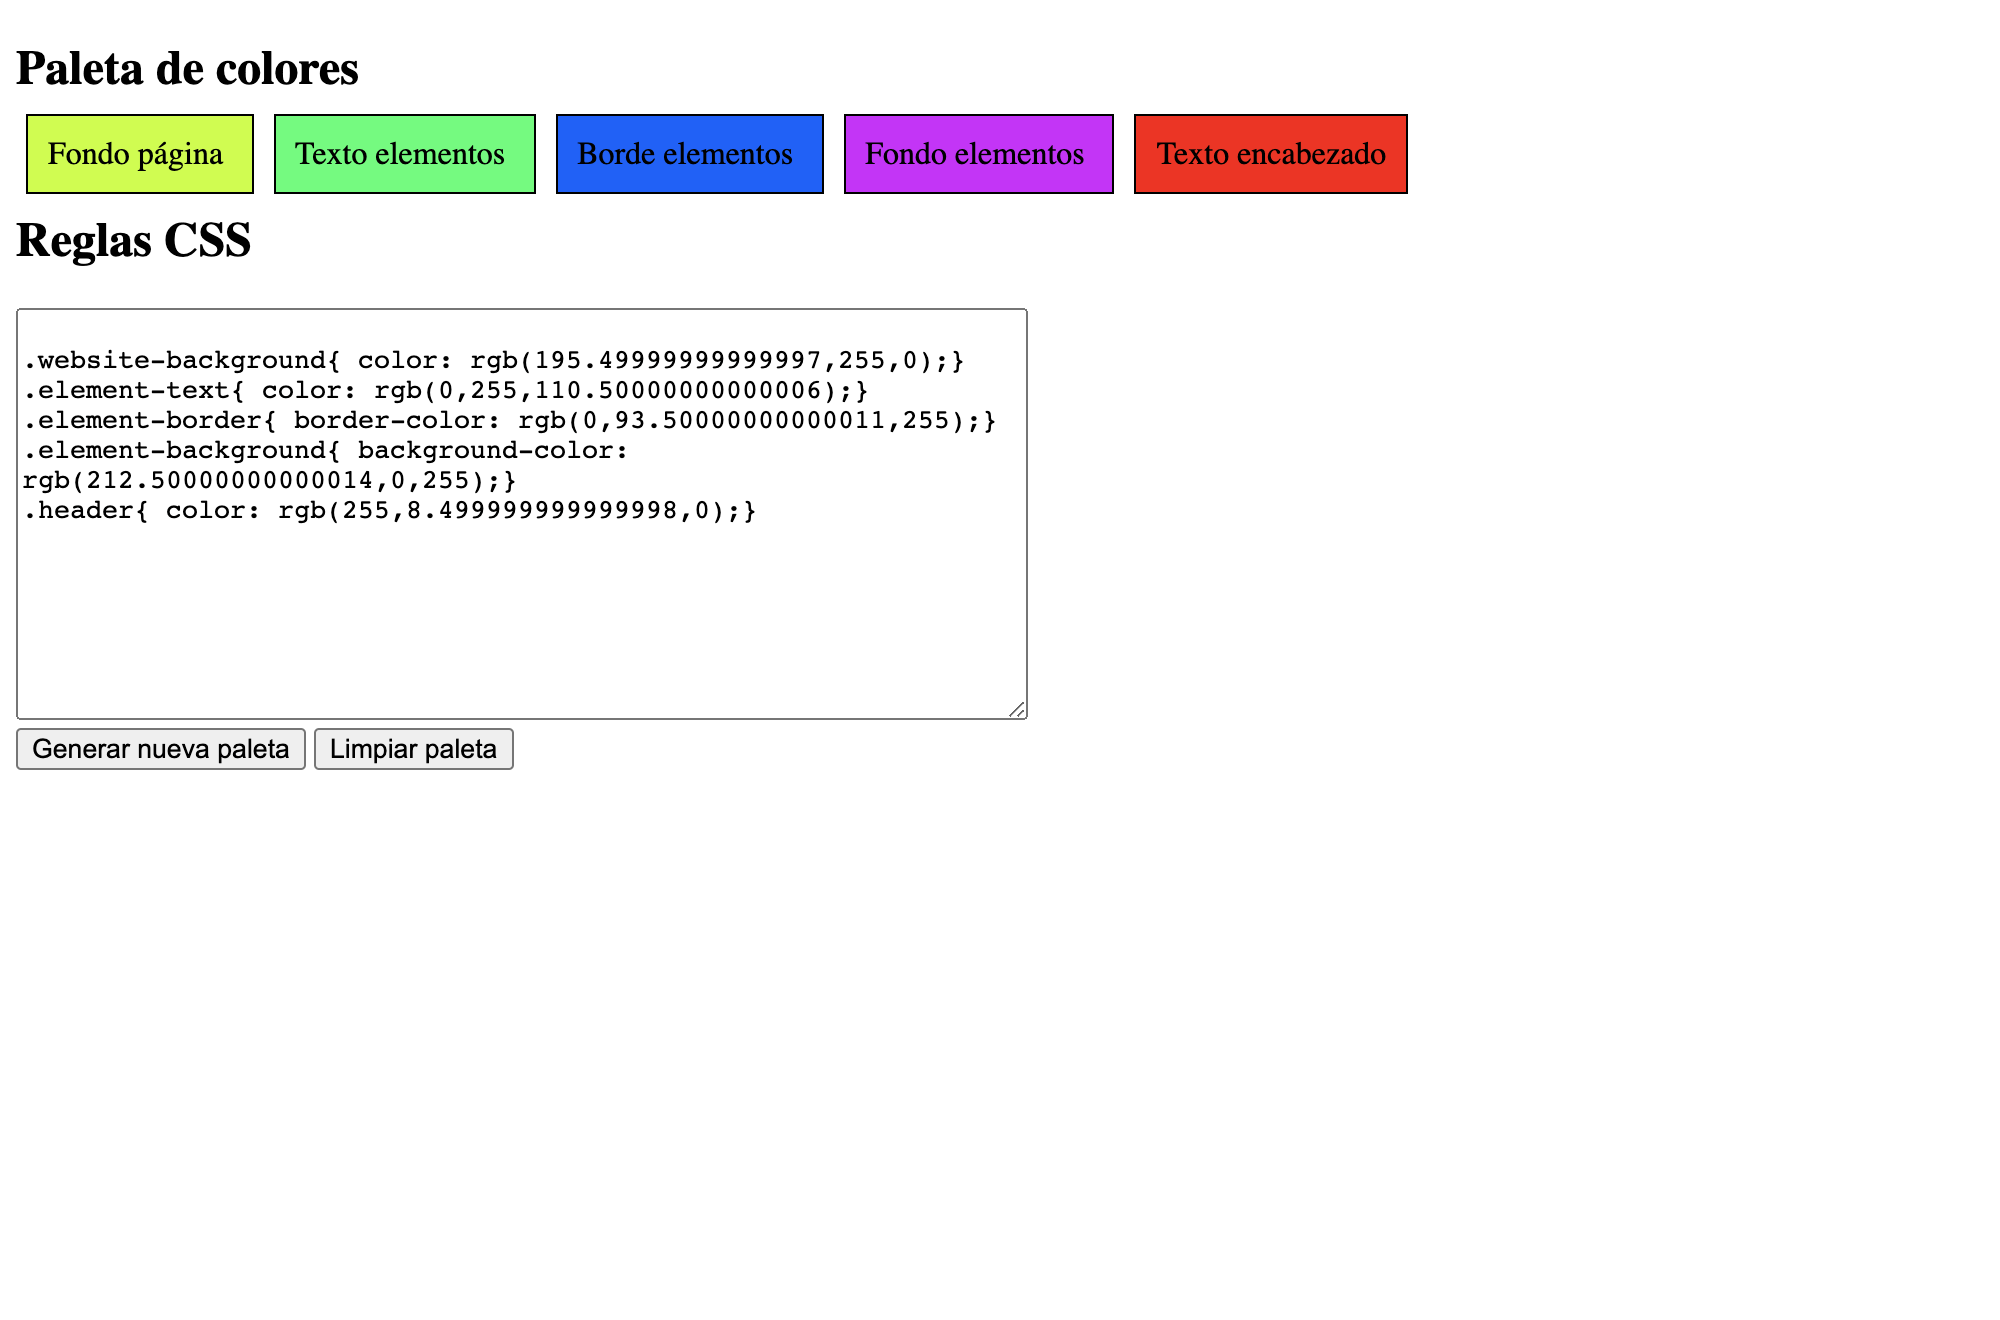 Paleta de colores
Fondo página Texto elementos Borde elementos Fondo elementos Texto encabezado
Reglas CSS
.website-background{ color: rgb(195.49999999999997,255,0);}
.element-text{ color: rgb(0,255,110.50000000000006);}
.element-border{ border-color: rgb(0,93.50000000000011,255);}
.element-background{ background-color:
rgb(212.50000000000014,0,255);}
.header{ color: rgb(255,8.499999999999998,0);}
Generar nueva paleta Limpiar paleta